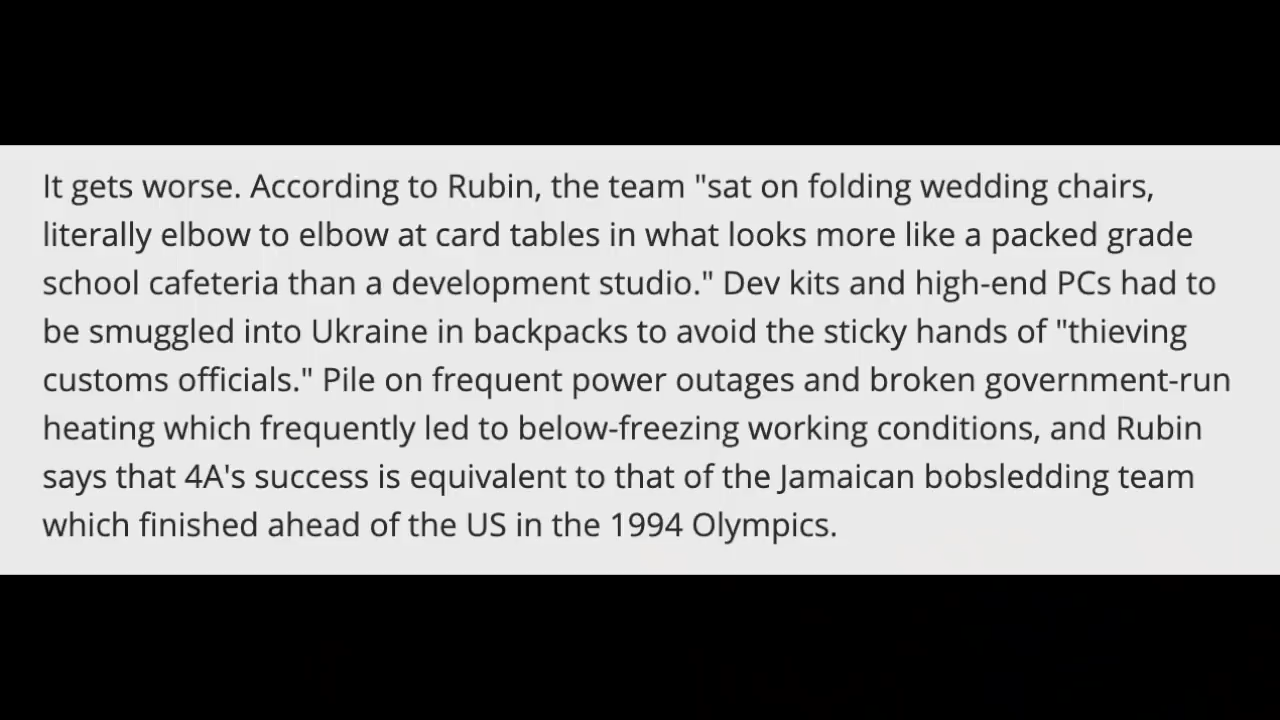 It gets worse. According to Rubin, the team "sat on folding wedding chairs,
literally elbow to elbow at card tables in what looks more like a packed grade
school cafeteria than a development studio." Dev kits and high-end PCs had to
be smuggled into Ukraine in backpacks to avoid the sticky hands of "thieving
customs officials." Pile on frequent power outages and broken government-run
heating which frequently led to below-freezing working conditions, and Rubin
says that 4A's success is equivalent to that of the Jamaican bobsledding team
which finished ahead of the US in the 1994 Olympics.